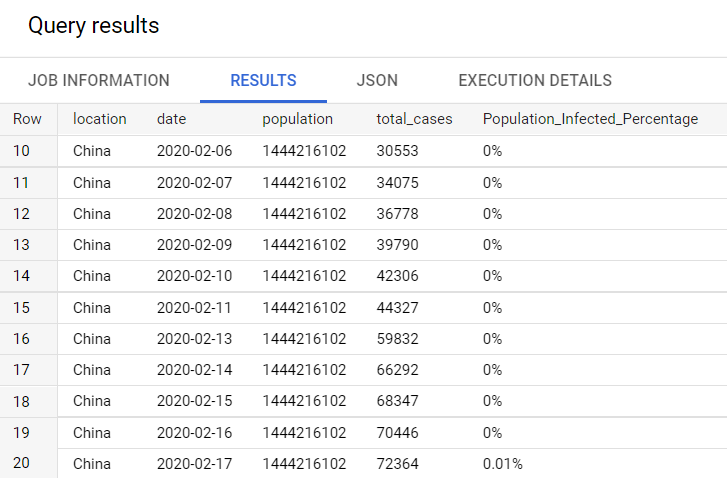 Query results
JOB INFORMATION RESULTS JSON EXECUTION DETAILS
Row location date population total_cases Population_Infected_Percentage
10 China 2020-02-06 1444216102 30553 0%
11 China 2020-02-07 1444216102 34075 0%
12 China 2020-02-08 1444216102 36778 0%
13 China 2020-02-09 1444216102 39790 0%
14 China 2020-02-10 1444216102 42306 0%
15 China 2020-02-11 1444216102 44327 0%
16 China 2020-02-13 1444216102 59832 0%
17 China 2020-02-14 1444216102 66292 0%
18 China 2020-02-15 1444216102 68347 0%
19 China 2020-02-16 1444216102 70446 0%
20 China 2020-02-17 1444216102 72364 0.01%